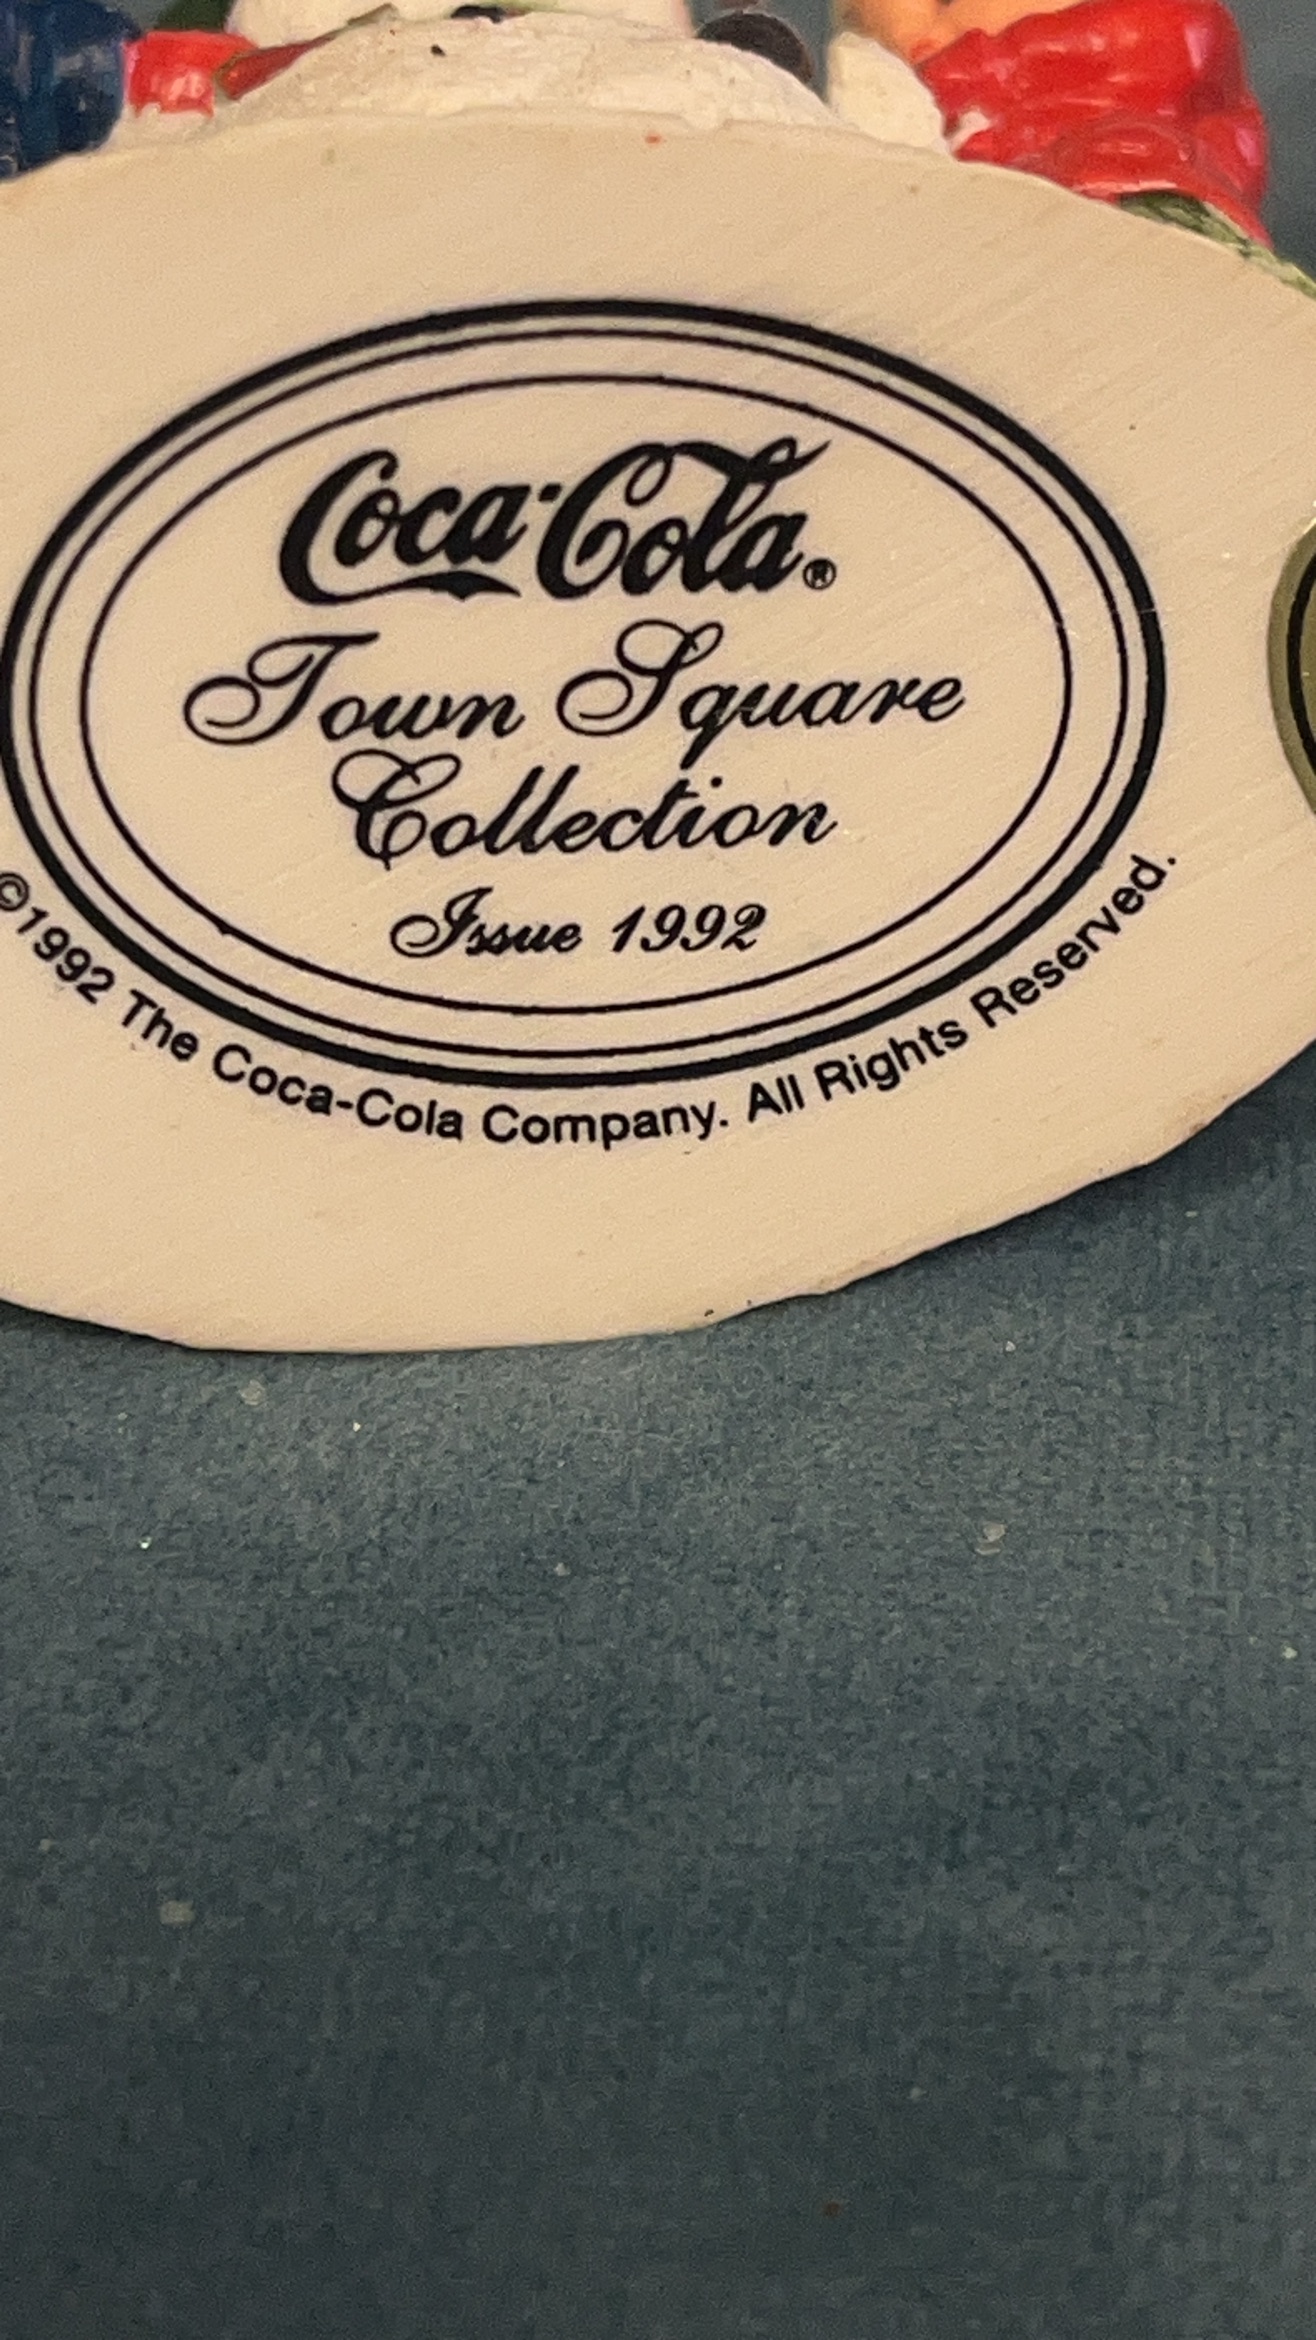 Coca-Cola®
Town Square
Collection
Issue 1992
©1992 The Coca-Cola Company. All Rights Reserved.